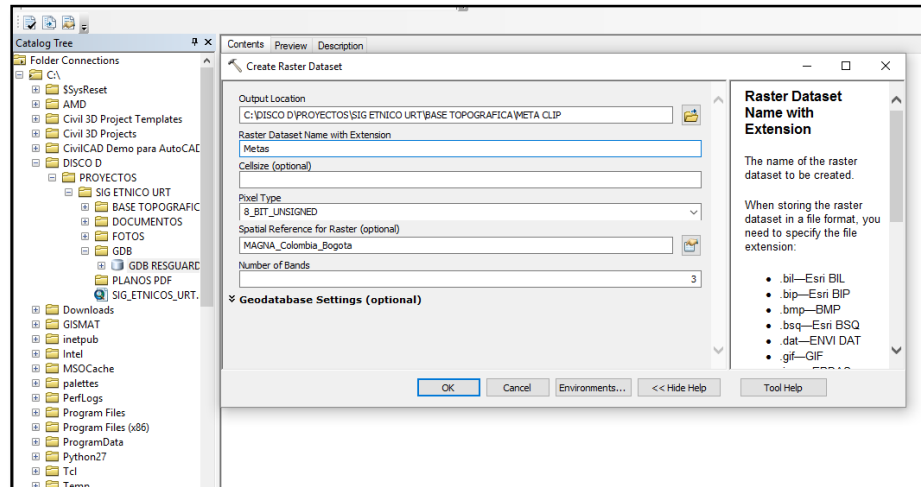 Catalog Tree
Folder Connections
C:\
$SysReset
AMD
Civil 3D Project Templates
Civil 3D Projects
CivilCAD Demo para AutoCAD
DISCO D
PROYECTOS
SIG ETNICO URT
BASE TOPOGRAFIC
DOCUMENTOS
FOTOS
GDB
GDB RESGUARD
PLANOS PDF
SIG_ETNICOS_URT.
Downloads
GISMAT
inetpub
Intel
MSOCache
palettes
PerfLogs
Program Files
Program Files (x86)
ProgramData
Python27
Tcl
Temp
Contents Preview Description
Create Raster Dataset
Output Location
C:\DISCO D\PROYECTOS\SIG ETNICO URT\BASE TOPOGRAFICA\META CLIP
Raster Dataset Name with Extension
Metas
Cellsize (optional)
Pixel Type
8_BIT_UNSIGNED
Spatial Reference for Raster (optional)
MAGNA_Colombia_Bogota
Number of Bands
3
Geodatabase Settings (optional)
OK Cancel Environments... << Hide Help Tool Help
Raster Dataset
Name with
Extension
The name of the raster
dataset to be created.
When storing the raster
dataset in a file format, you
need to specify the file
extension:
• .bil—Esri BIL
• .bip—Esri BIP
• .bmp—BMP
• .bsq—Esri BSQ
• .dat—ENVI DAT
• .gif—GIF